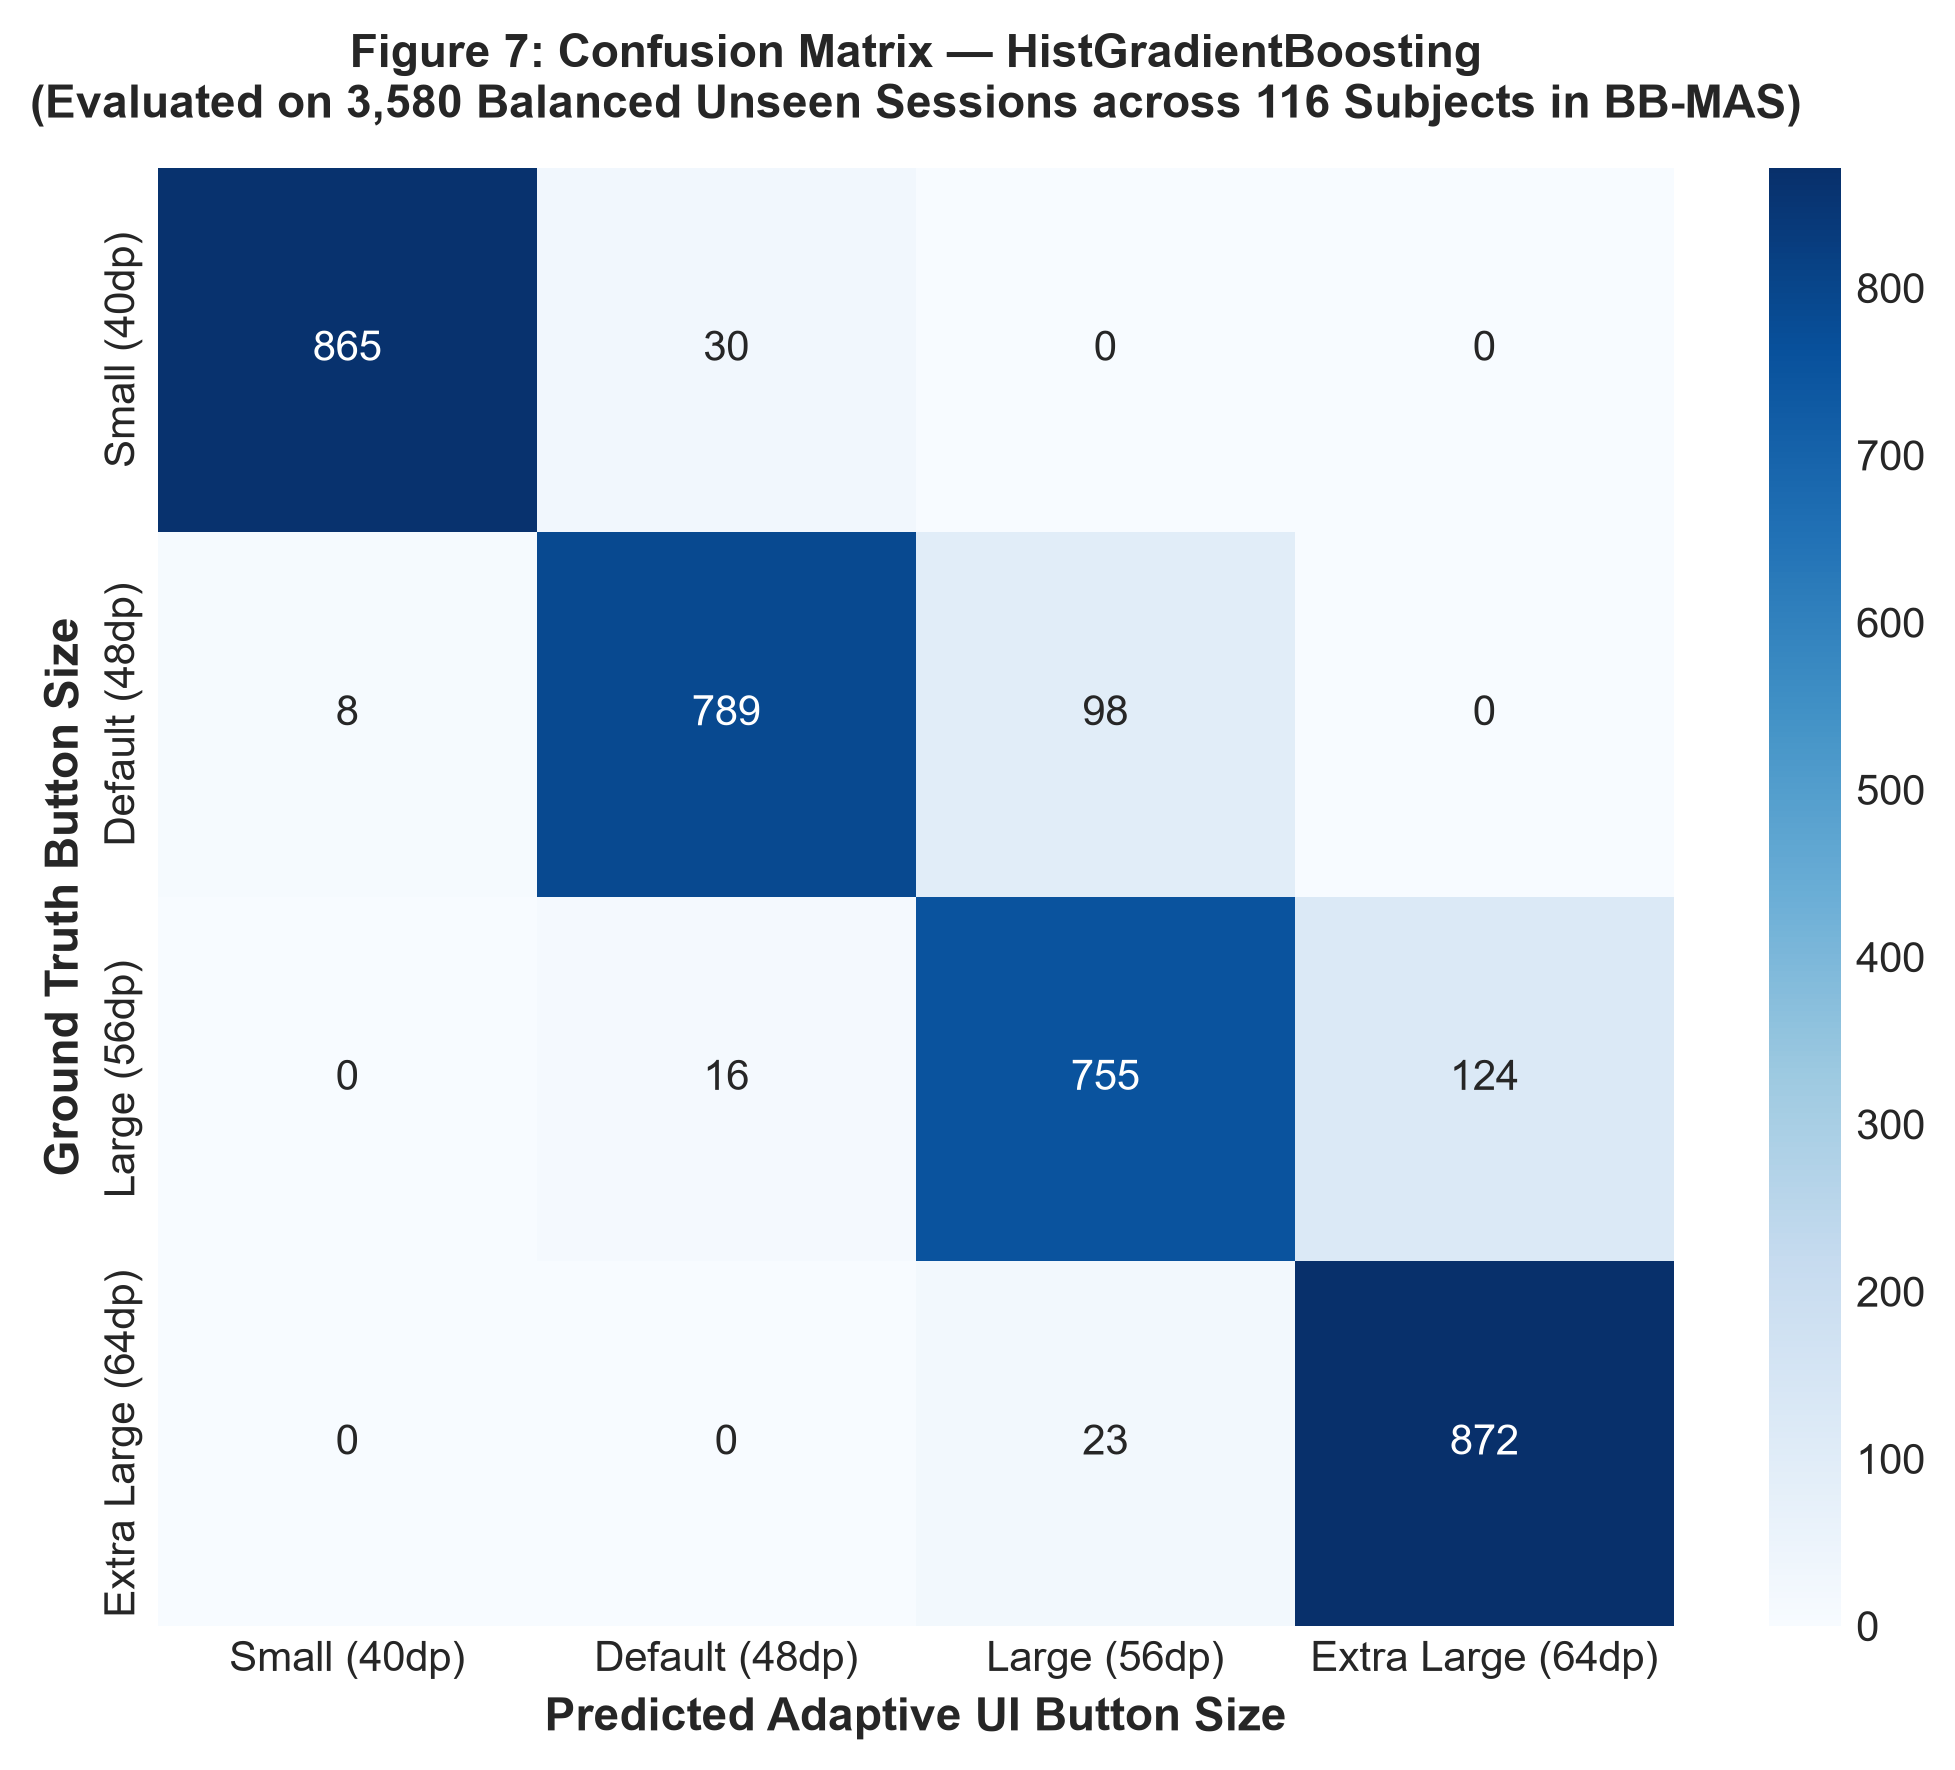 Figure 7: Confusion Matrix — HistGradientBoosting
(Evaluated on 3,580 Balanced Unseen Sessions across 116 Subjects in BB-MAS)
Ground Truth Button Size
Small (40dp)
865 30 0 0
Default (48dp)
8 789 98 0
Large (56dp)
0 16 755 124
Extra Large (64dp)
0 0 23 872
Small (40dp) Default (48dp) Large (56dp) Extra Large (64dp)
Predicted Adaptive UI Button Size
800
700
600
500
400
300
200
100
0